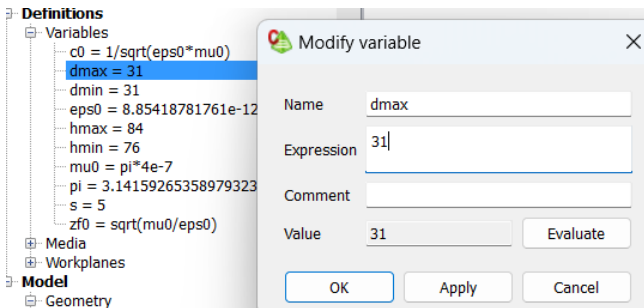 Definitions
Variables
c0 = 1/sqrt(eps0*mu0)
dmax = 31
dmin = 31
eps0 = 8.85418781761e-12
hmax = 84
hmin = 76
mu0 = pi*4e-7
pi = 3.14159265358979323
s = 5
zf0 = sqrt(mu0/eps0)
Media
Workplanes
Model
Geometry
Modify variable
Name dmax
Expression 31
Comment
Value 31 Evaluate
OK Apply Cancel